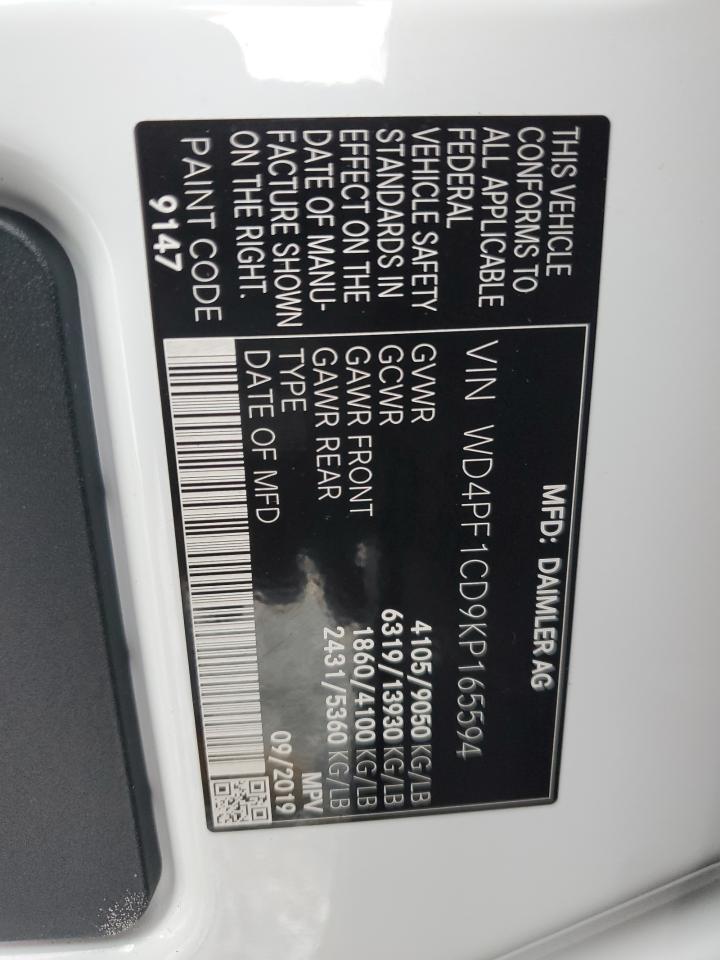 MFD: DAIMLER AG
THIS VEHICLE
CONFORMS TO
ALL APPLICABLE
FEDERAL
VEHICLE SAFETY
STANDARDS IN
EFFECT ON THE
DATE OF MANU-
FACTURE SHOWN
ON THE RIGHT.
PAINT CODE
9147
VIN WD4PF1CD9KP165594
GVWR 4105/9050 KG/LB
GCWR 6319/13930 KG/LB
GAWR FRONT 1860/4100 KG/LB
GAWR REAR 2431/5360 KG/LB
TYPE MPV
DATE OF MFD 09/2019